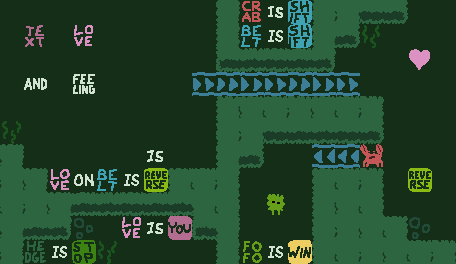 CRAB IS SHIFT
TEXT LOVE BELT IS SHIFT
AND FEELING
IS
LOVE ON BELT IS REVERSE REVERSE
LOVE IS YOU
HEDGE IS STOP FOFO IS WIN